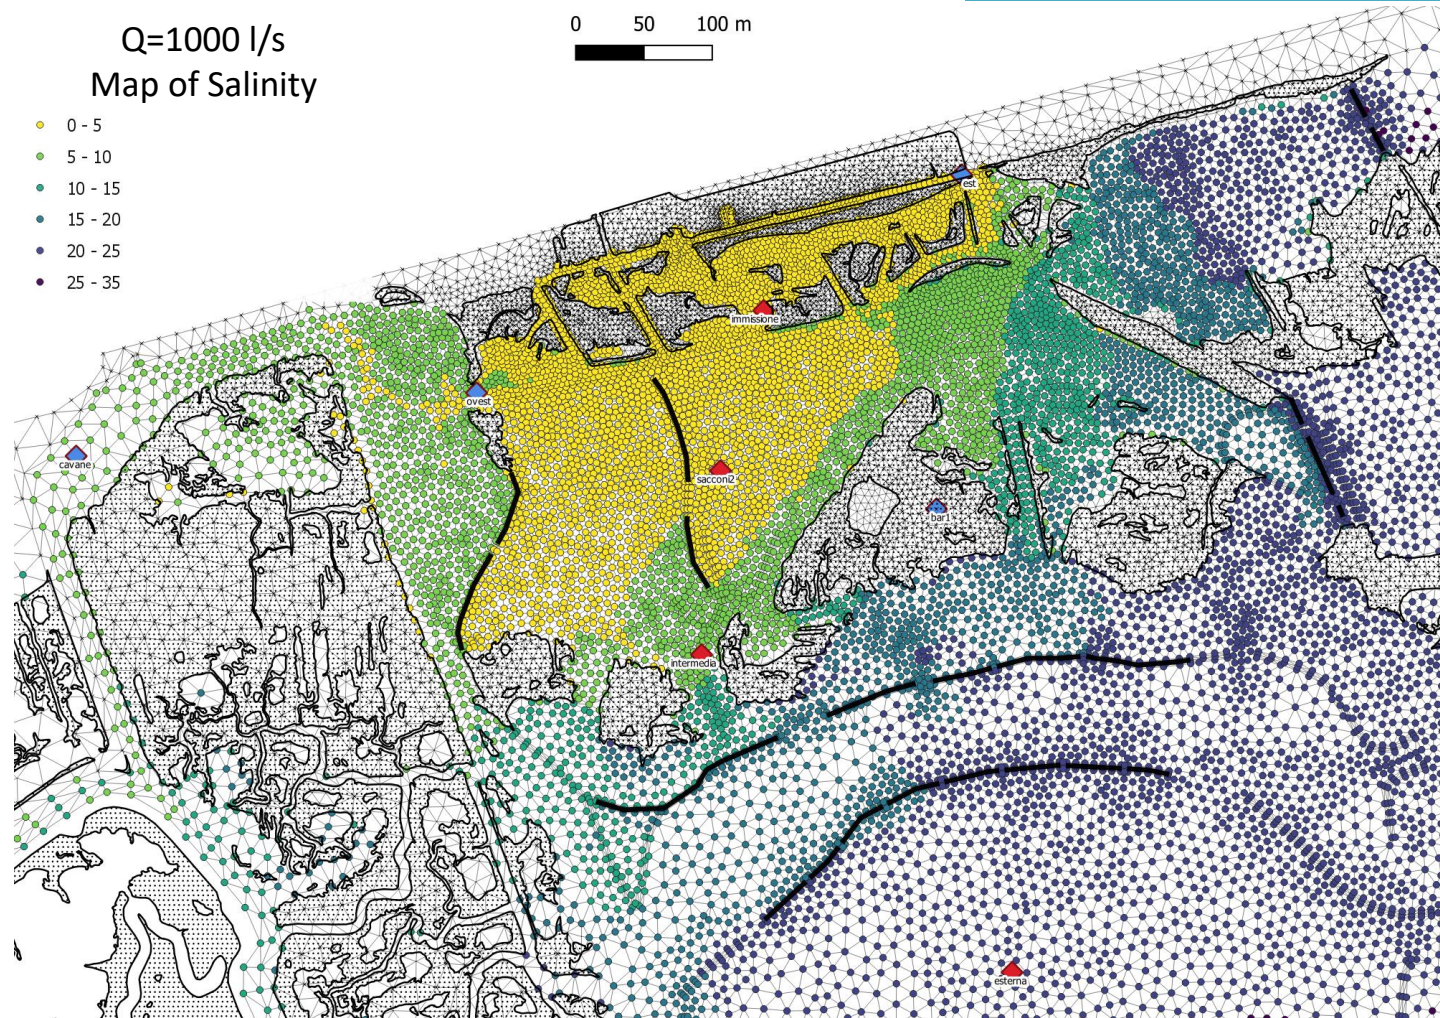 Q=1000 l/s
Map of Salinity
0 50 100 m
0 - 5
5 - 10
10 - 15
15 - 20
20 - 25
25 - 35
est
immissione
ovest
cavane
sacconi2
bar1
intermedia
esterna